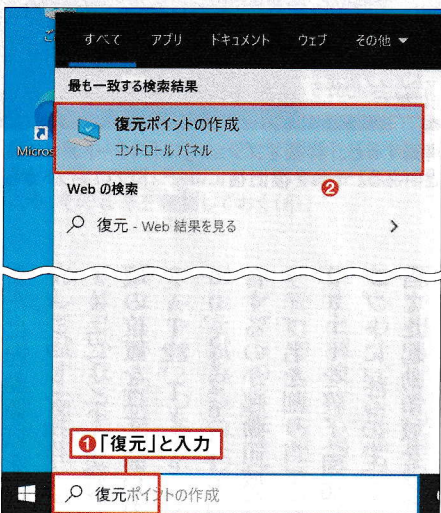 ご
すべて アプリ ドキュメント ウェブ その他 ▼
最も一致する検索結果
復元ポイントの作成
コントロール パネル
Micros
Web の検索
❷
復元 - Web 結果を見る
❶「復元」と入力
復元ポイントの作成